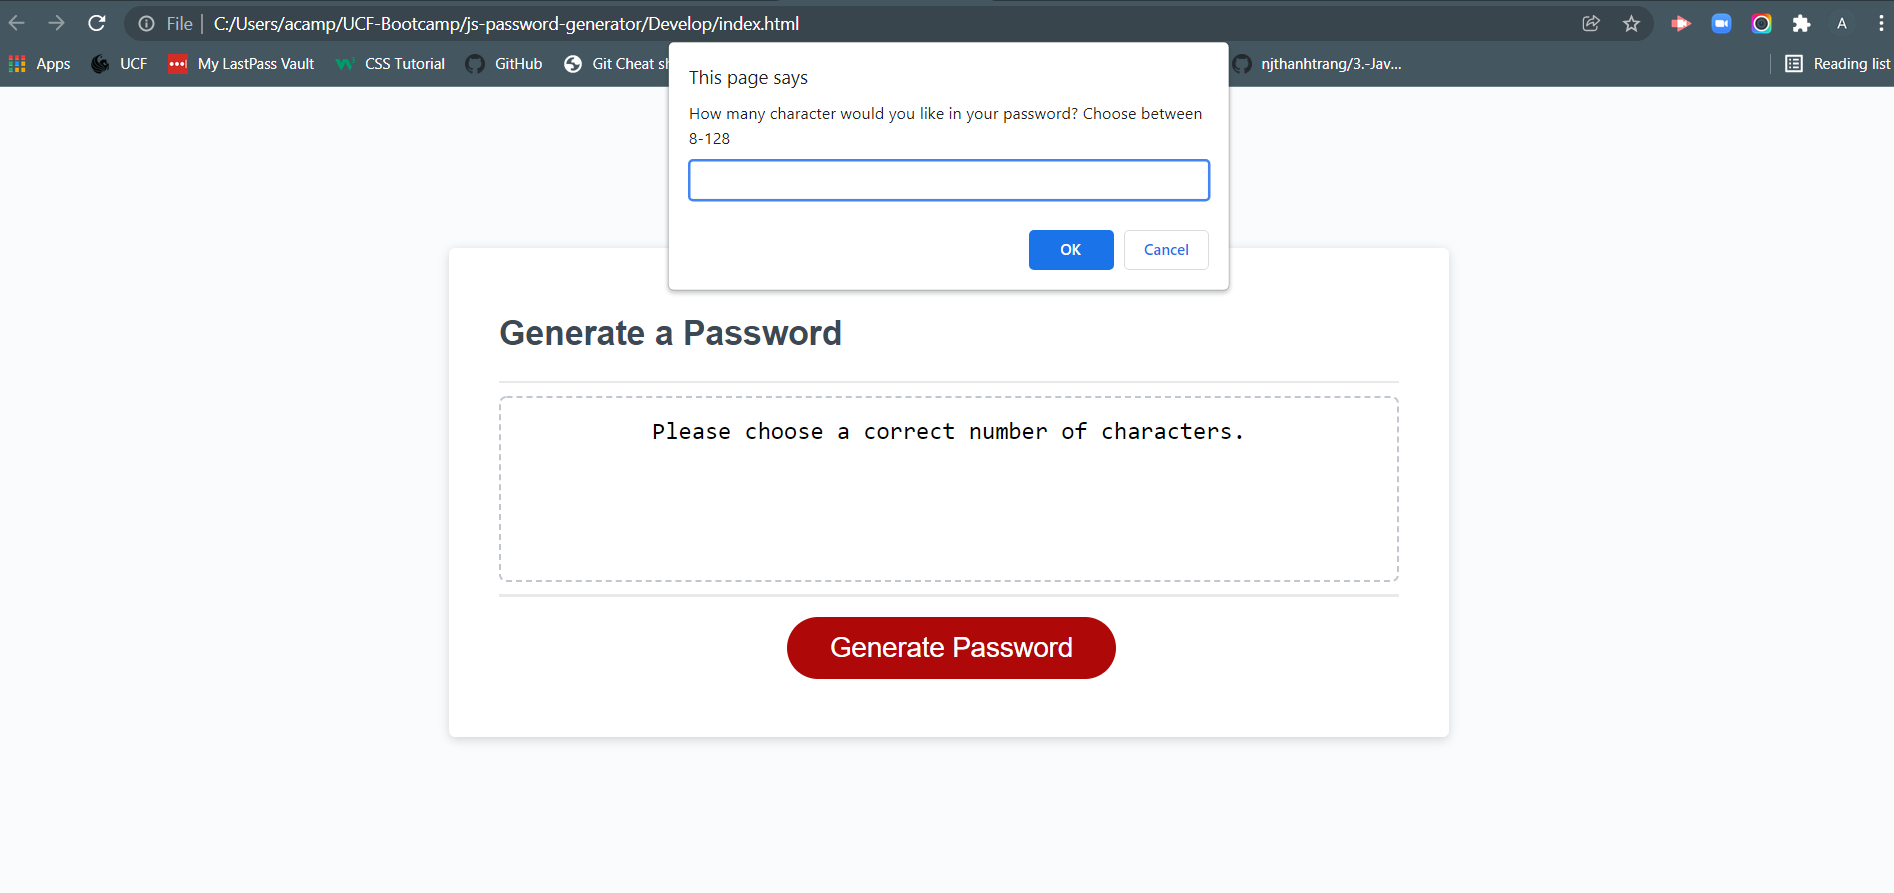 File C:/Users/acamp/UCF-Bootcamp/js-password-generator/Develop/index.html A
Apps UCF My LastPass Vault CSS Tutorial GitHub Git Cheat sh njthanhtrang/3.-Jav... Reading list
This page says
How many character would you like in your password? Choose between
8-128
OK Cancel
Generate a Password
Please choose a correct number of characters.
Generate Password